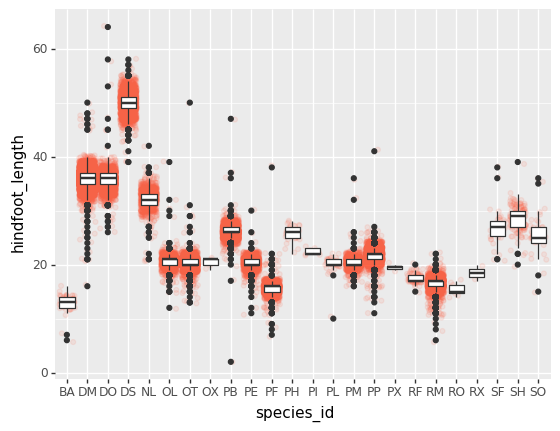 hindfoot_length
60
40
20
0
BA DM DO DS NL OL OT OX PB PE PF PH PI PL PM PP PX RF RM RO RX SF SH SO
species_id